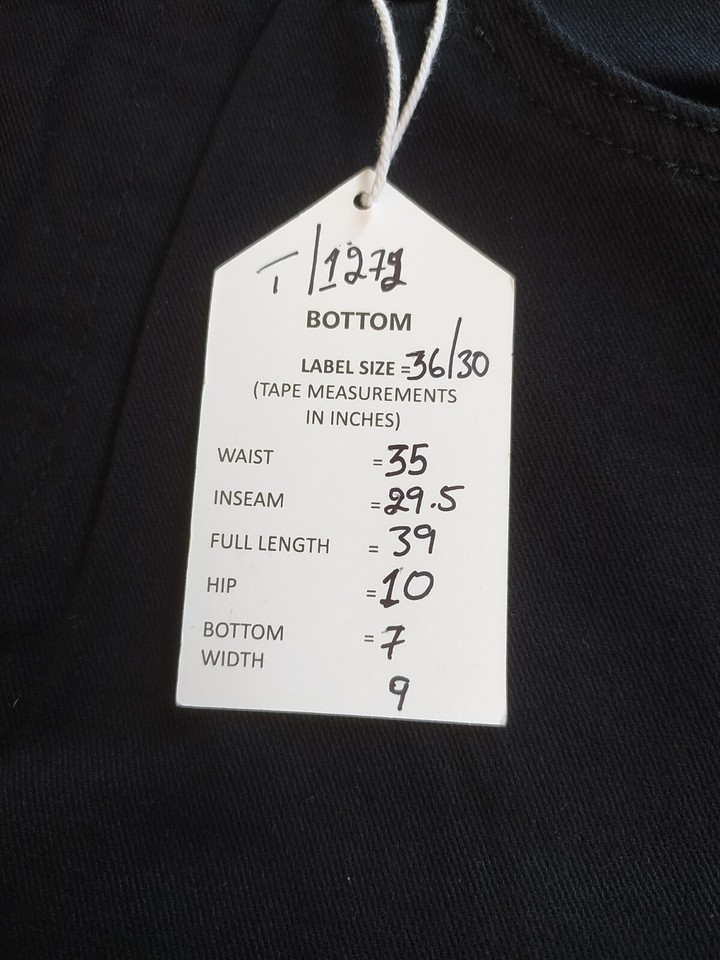 T/1272
BOTTOM
LABEL SIZE =36/30
(TAPE MEASUREMENTS
IN INCHES)
WAIST =35
INSEAM =29.5
FULL LENGTH = 39
HIP =10
BOTTOM WIDTH =7
9